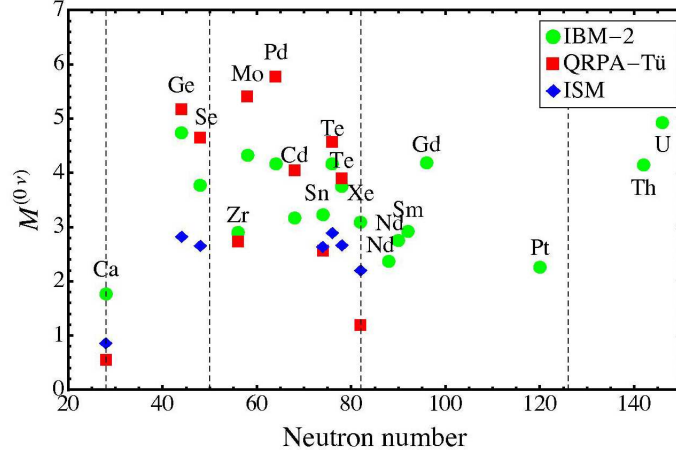 7
6
5
4
3
2
1
0
M^(0 ν)
IBM−2
QRPA−Tü
ISM
Pd
Mo
Ge
Se
Te
Te
Cd
Gd
U
Th
Xe
Sn
Sm
Zr
Nd
Nd
Pt
Ca
20 40 60 80 100 120 140
Neutron number